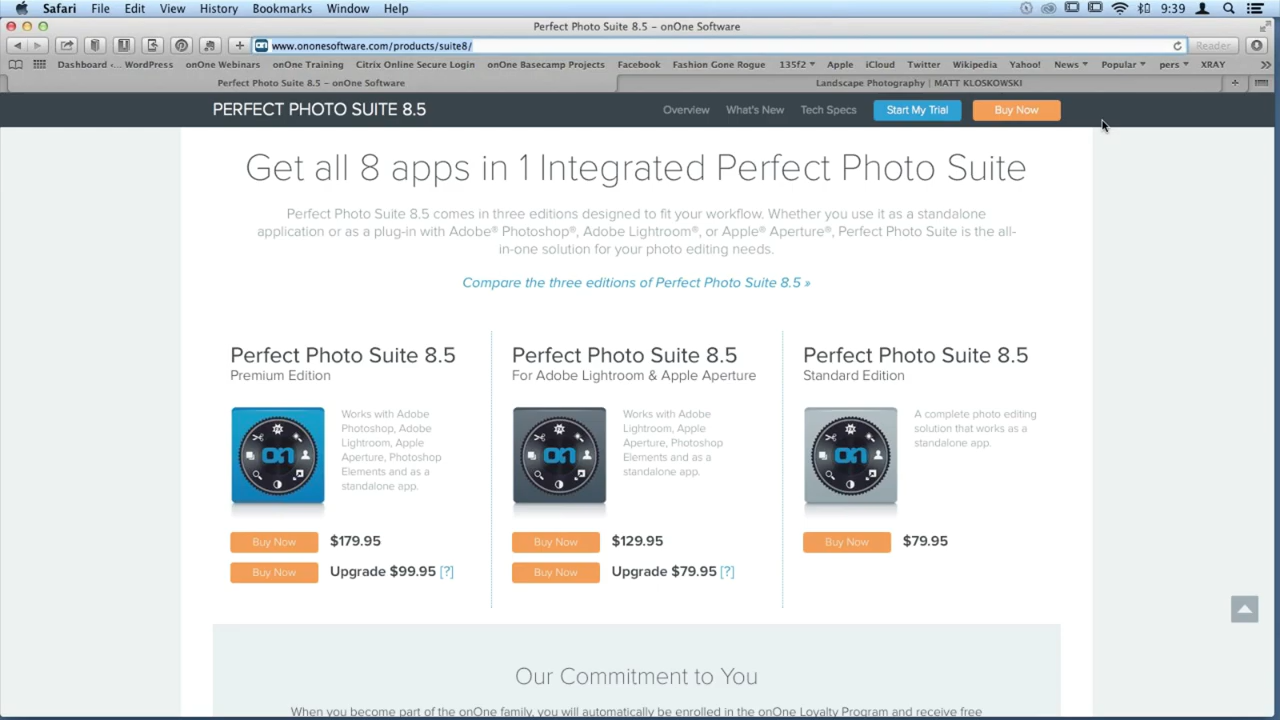 Safari File Edit View History Bookmarks Window Help 9:39
Perfect Photo Suite 8.5 – onOne Software
www.ononesoftware.com/products/suite8/ Reader
Dashboard ‹... WordPress onOne Webinars onOne Training Citrix Online Secure Login onOne Basecamp Projects Facebook Fashion Gone Rogue 135f2 Apple iCloud Twitter Wikipedia Yahoo! News Popular pers XRAY
Perfect Photo Suite 8.5 – onOne Software Landscape Photography | MATT KLOSKOWSKI
PERFECT PHOTO SUITE 8.5 Overview What's New Tech Specs Start My Trial Buy Now
Get all 8 apps in 1 Integrated Perfect Photo Suite
Perfect Photo Suite 8.5 comes in three editions designed to fit your workflow. Whether you use it as a standalone
application or as a plug-in with Adobe® Photoshop®, Adobe Lightroom®, or Apple® Aperture®, Perfect Photo Suite is the all-
in-one solution for your photo editing needs.
Compare the three editions of Perfect Photo Suite 8.5 »
Perfect Photo Suite 8.5
Premium Edition
Works with Adobe
Photoshop, Adobe
Lightroom, Apple
Aperture, Photoshop
Elements and as a
standalone app.
on
Buy Now $179.95
Buy Now Upgrade $99.95 [?]
Perfect Photo Suite 8.5
For Adobe Lightroom & Apple Aperture
Works with Adobe
Lightroom, Apple
Aperture, Photoshop
Elements and as a
standalone app.
on
Buy Now $129.95
Buy Now Upgrade $79.95 [?]
Perfect Photo Suite 8.5
Standard Edition
A complete photo editing
solution that works as a
standalone app.
on
Buy Now $79.95
Our Commitment to You
When you become part of the onOne family, you will automatically be enrolled in the onOne Loyalty Program and receive free